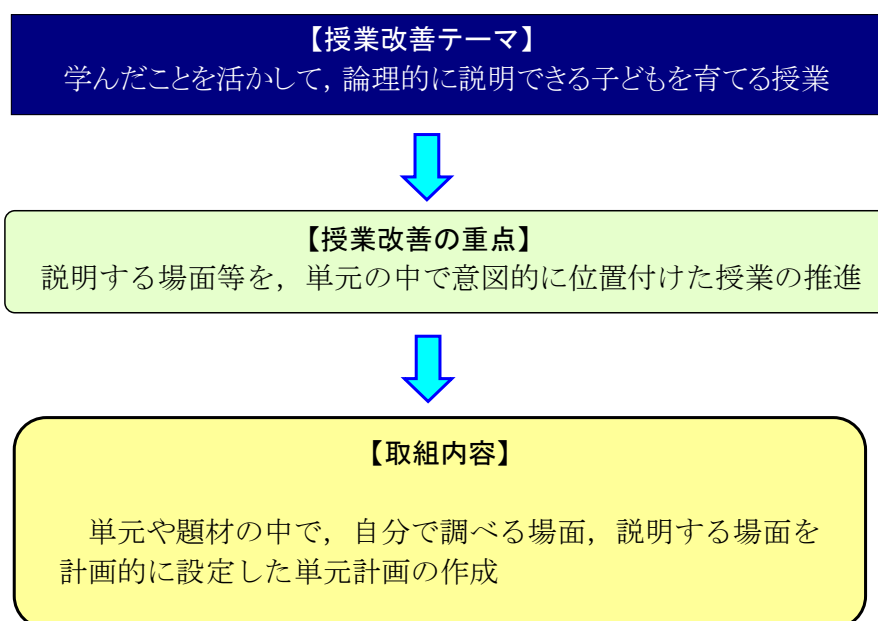 【授業改善テーマ】
学んだことを活かして，論理的に説明できる子どもを育てる授業
【授業改善の重点】
説明する場面等を，単元の中で意図的に位置付けた授業の推進
【取組内容】
単元や題材の中で，自分で調べる場面，説明する場面を
計画的に設定した単元計画の作成